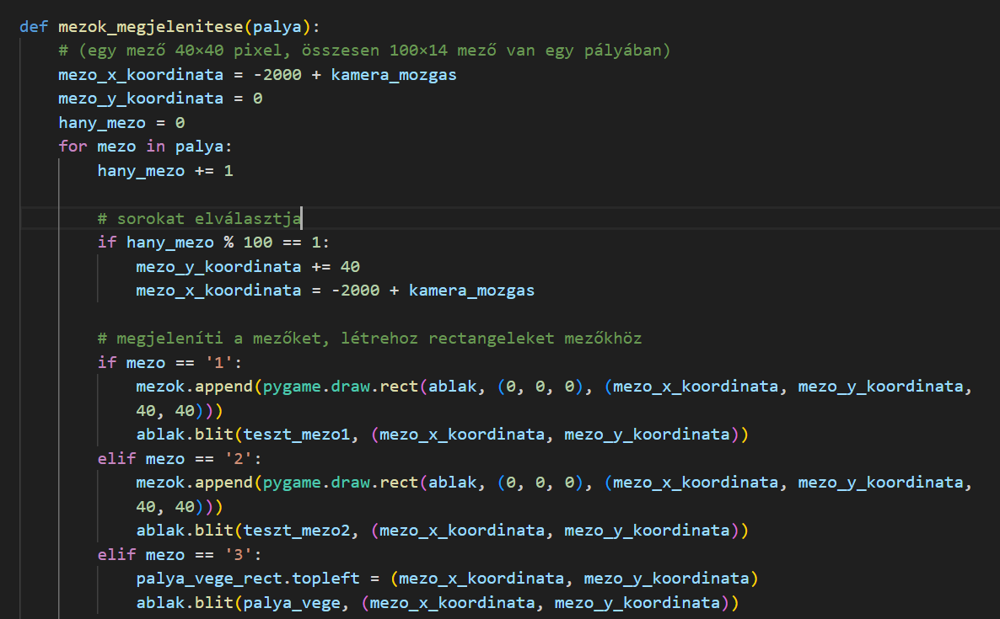 def mezok_megjelenitese(palya):
    # (egy mező 40×40 pixel, összesen 100×14 mező van egy pályában)
    mezo_x_koordinata = -2000 + kamera_mozgas
    mezo_y_koordinata = 0
    hany_mezo = 0
    for mezo in palya:
        hany_mezo += 1

        # sorokat elválasztja
        if hany_mezo % 100 == 1:
            mezo_y_koordinata += 40
            mezo_x_koordinata = -2000 + kamera_mozgas

        # megjeleníti a mezőket, létrehoz rectangeleket mezőkhöz
        if mezo == '1':
            mezok.append(pygame.draw.rect(ablak, (0, 0, 0), (mezo_x_koordinata, mezo_y_koordinata,
            40, 40)))
            ablak.blit(teszt_mezo1, (mezo_x_koordinata, mezo_y_koordinata))
        elif mezo == '2':
            mezok.append(pygame.draw.rect(ablak, (0, 0, 0), (mezo_x_koordinata, mezo_y_koordinata,
            40, 40)))
            ablak.blit(teszt_mezo2, (mezo_x_koordinata, mezo_y_koordinata))
        elif mezo == '3':
            palya_vege_rect.topleft = (mezo_x_koordinata, mezo_y_koordinata)
            ablak.blit(palya_vege, (mezo_x_koordinata, mezo_y_koordinata))